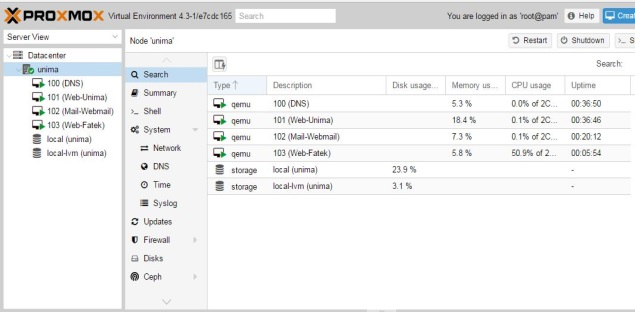 PROXMOX Virtual Environment 4.3-1/e7cdc165 Search You are logged in as 'root@pam' Help Creat
Server View Node 'unima' Restart Shutdown >_ S
Datacenter
unima
100 (DNS)
101 (Web-Unima)
102 (Mail-Webmail)
103 (Web-Fatek)
local (unima)
local-lvm (unima)
Search
Summary
>_ Shell
System
Network
DNS
Time
Syslog
Updates
Firewall
Disks
Ceph
Search:
Type ↑ Description Disk usage... Memory us... CPU usage Uptime
qemu 100 (DNS) 5.3 % 0.0% of 2C... 00:36:50
qemu 101 (Web-Unima) 18.4 % 0.1% of 2C... 00:36:46
qemu 102 (Mail-Webmail) 7.3 % 0.1% of 2C... 00:20:12
qemu 103 (Web-Fatek) 5.8 % 50.9% of 2... 00:05:54
storage local (unima) 23.9 % -
storage local-lvm (unima) 3.1 % -